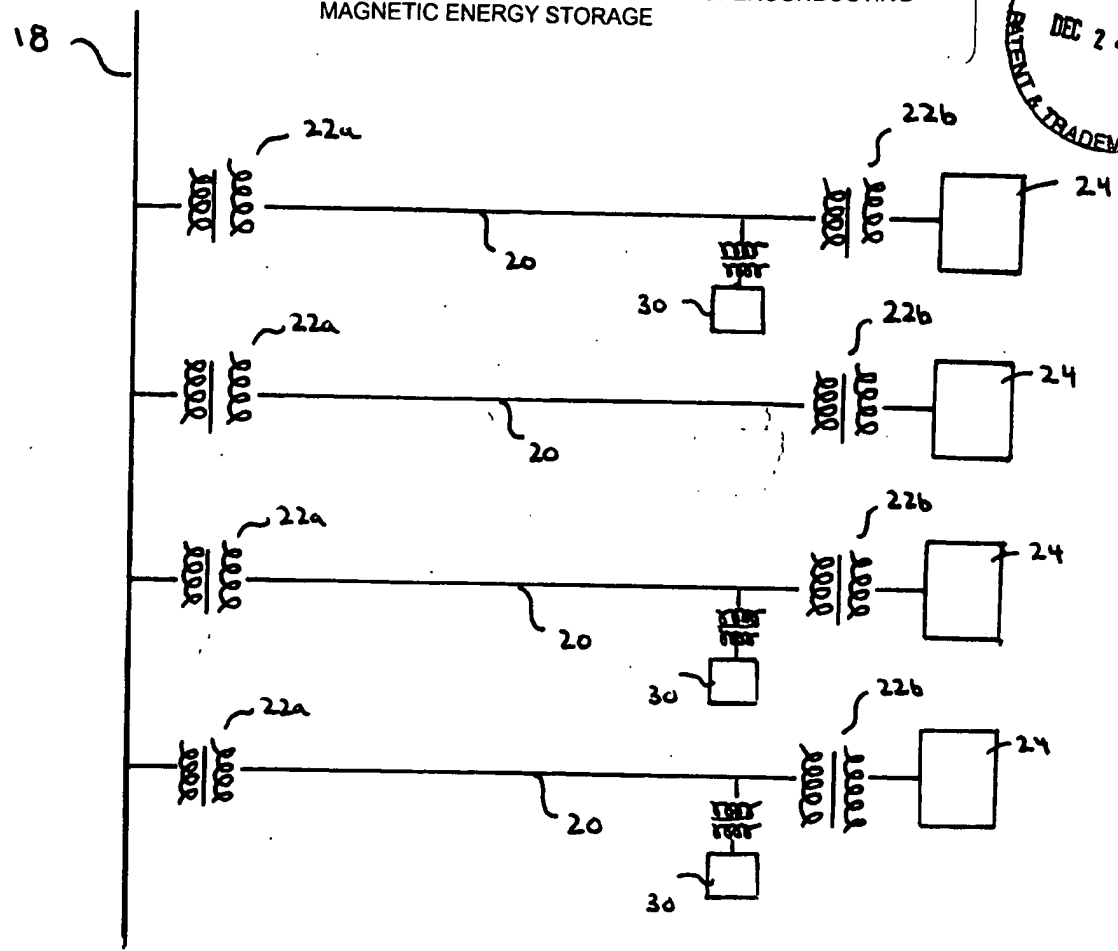 MAGNETIC ENERGY STORAGE
DEC 2
PATENT & TRADEM
18
22a
22b
24
20
30
22a
22b
24
20
22a
22b
24
20
30
22a
22b
24
20
30